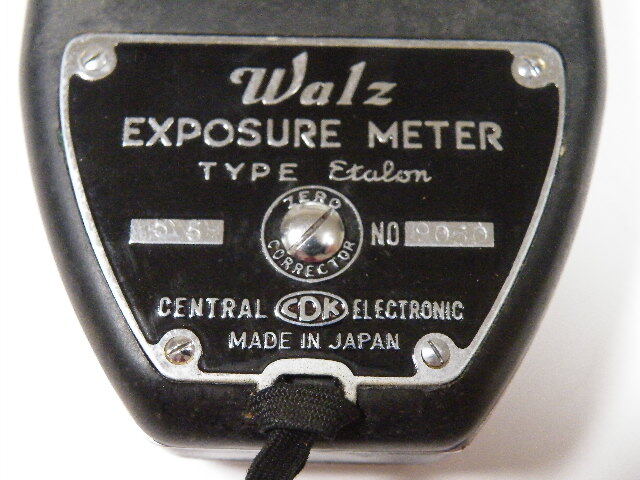 Walz
EXPOSURE METER
TYPE Etalon
ZERO
NO
CORRECTOR
CENTRAL CDK ELECTRONIC
MADE IN JAPAN